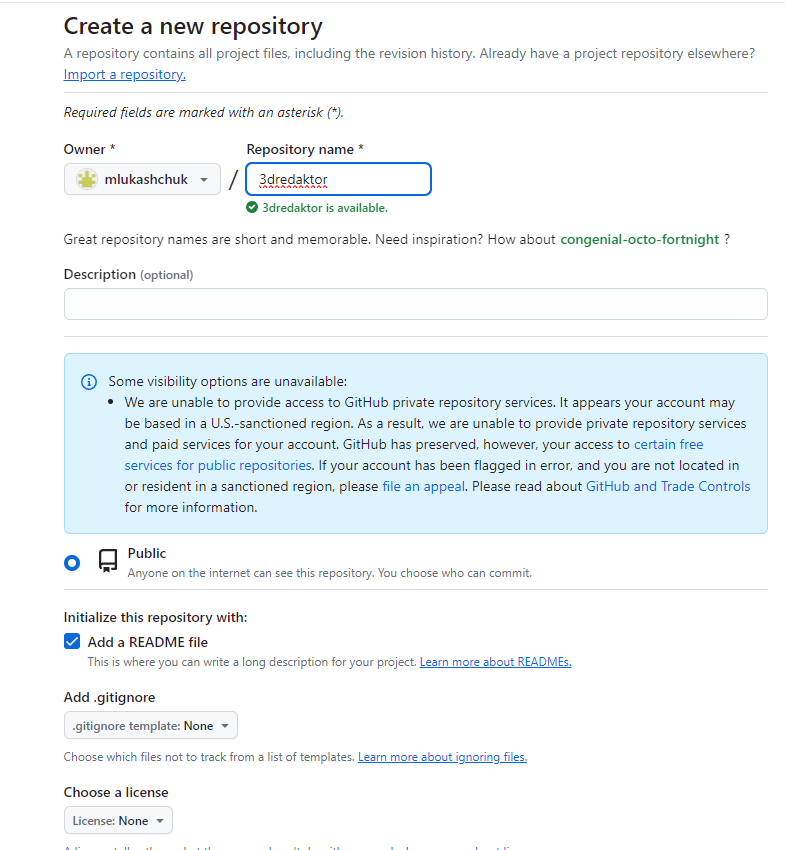 Create a new repository
A repository contains all project files, including the revision history. Already have a project repository elsewhere?
Import a repository.
Required fields are marked with an asterisk (*).
Owner *
Repository name *
mlukashchuk
/
3dredaktor
3dredaktor is available.
Great repository names are short and memorable. Need inspiration? How about congenial-octo-fortnight ?
Description (optional)
Some visibility options are unavailable:
We are unable to provide access to GitHub private repository services. It appears your account may
be based in a U.S.-sanctioned region. As a result, we are unable to provide private repository services
and paid services for your account. GitHub has preserved, however, your access to certain free
services for public repositories. If your account has been flagged in error, and you are not located in
or resident in a sanctioned region, please file an appeal. Please read about GitHub and Trade Controls
for more information.
Public
Anyone on the internet can see this repository. You choose who can commit.
Initialize this repository with:
Add a README file
This is where you can write a long description for your project. Learn more about READMEs.
Add .gitignore
.gitignore template: None
Choose which files not to track from a list of templates. Learn more about ignoring files.
Choose a license
License: None